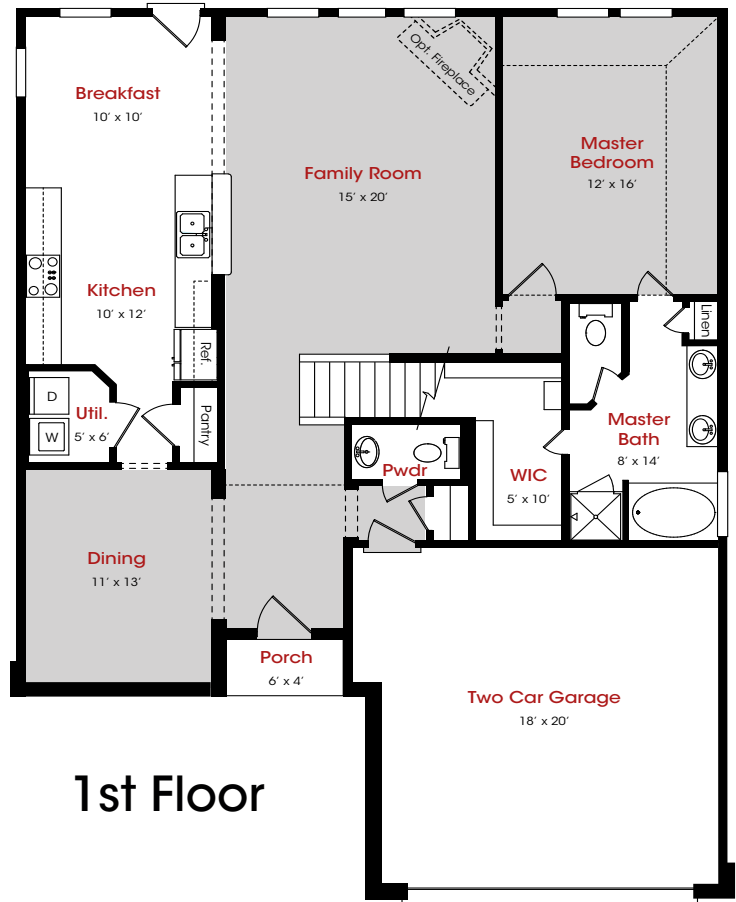 Opt. Fireplace
Breakfast
10’ x 10’
Family Room
15’ x 20’
Master
Bedroom
12’ x 16’
Kitchen
10’ x 12’
Linen
Ref.
D
W
Util.
5’ x 6’
Pantry
Master
Bath
8’ x 14’
Pwdr
WIC
5’ x 10’
Dining
11’ x 13’
Porch
6’ x 4’
Two Car Garage
18’ x 20’
1st Floor